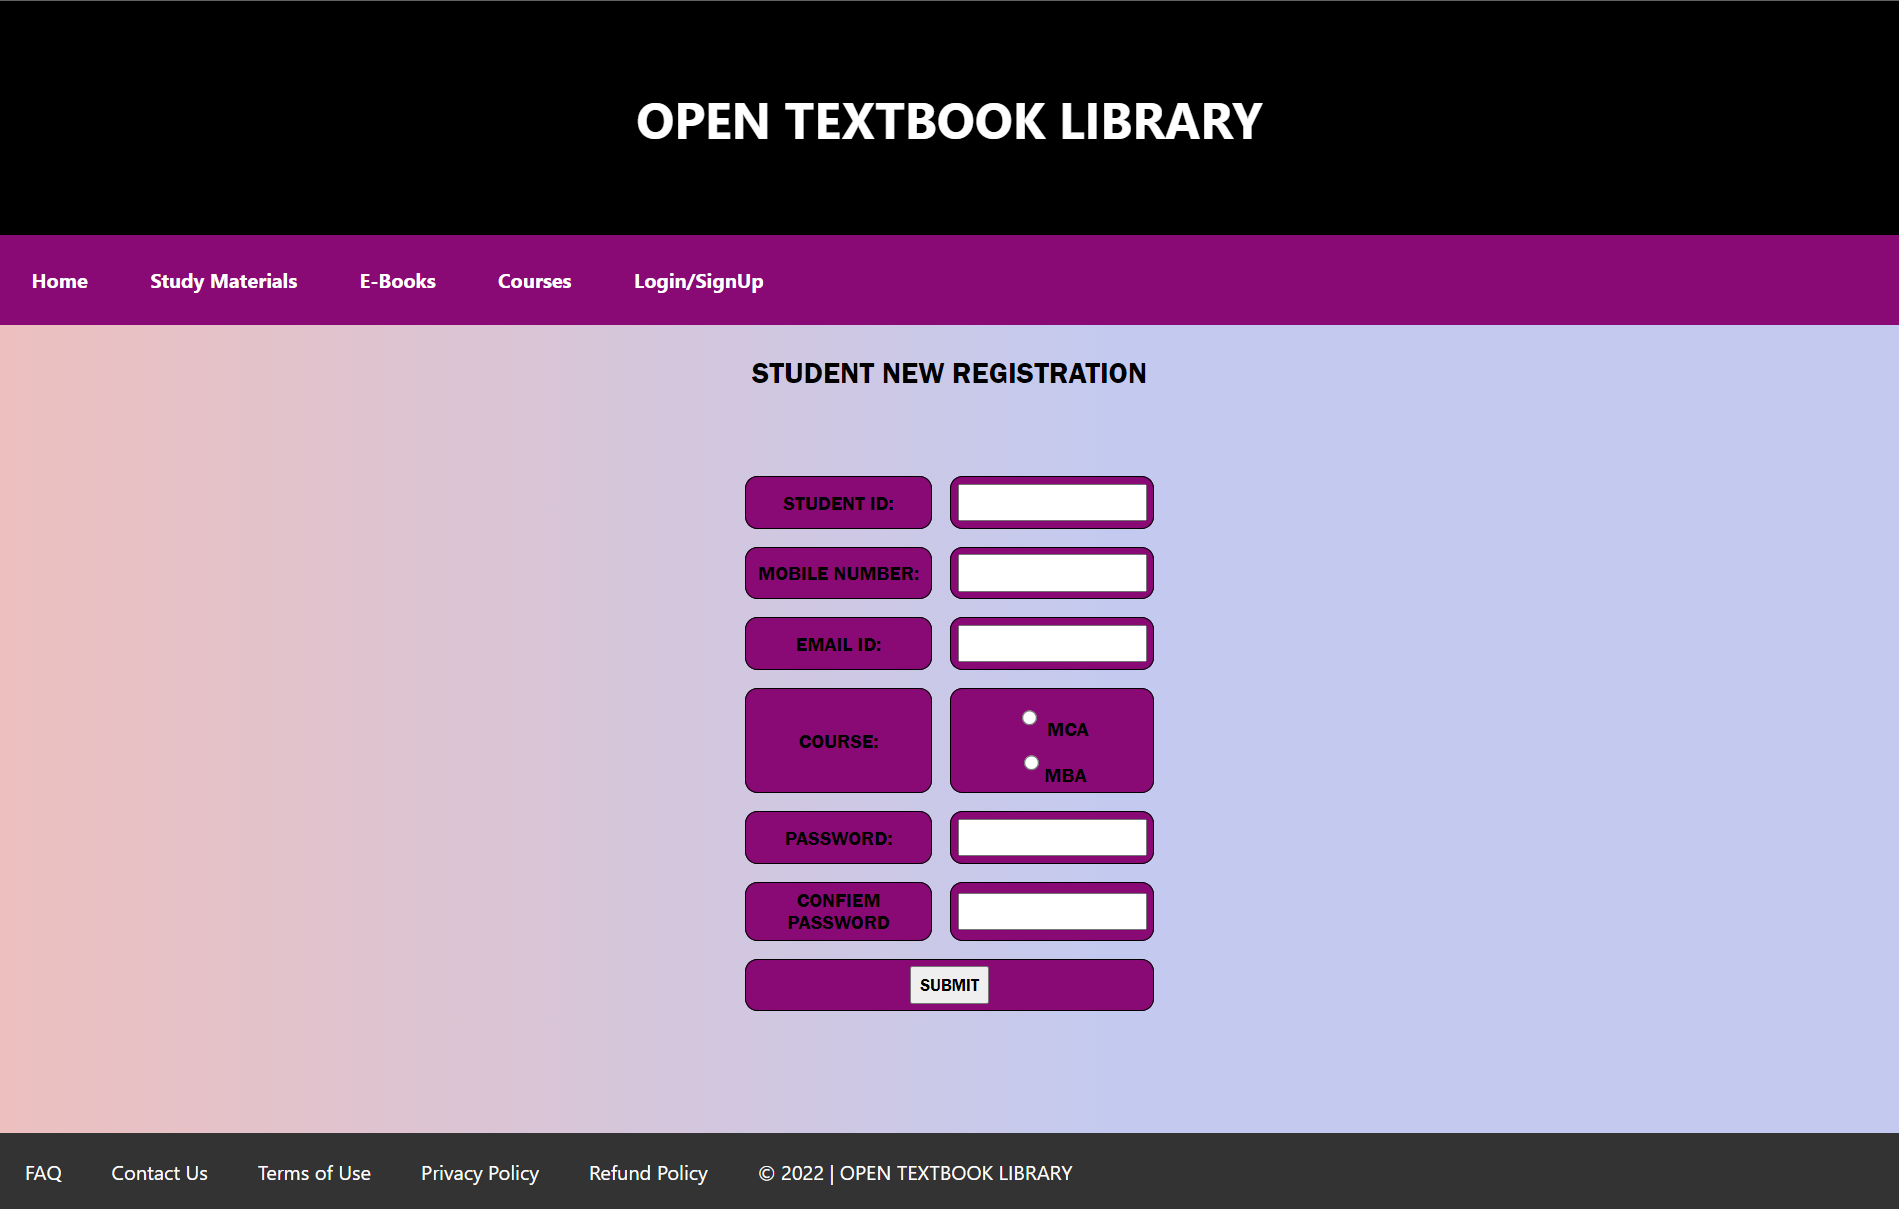 OPEN TEXTBOOK LIBRARY
Home Study Materials E-Books Courses Login/SignUp
STUDENT NEW REGISTRATION
STUDENT ID:
MOBILE NUMBER:
EMAIL ID:
COURSE:
MCA
MBA
PASSWORD:
CONFIEM
PASSWORD
SUBMIT
FAQ Contact Us Terms of Use Privacy Policy Refund Policy © 2022 | OPEN TEXTBOOK LIBRARY